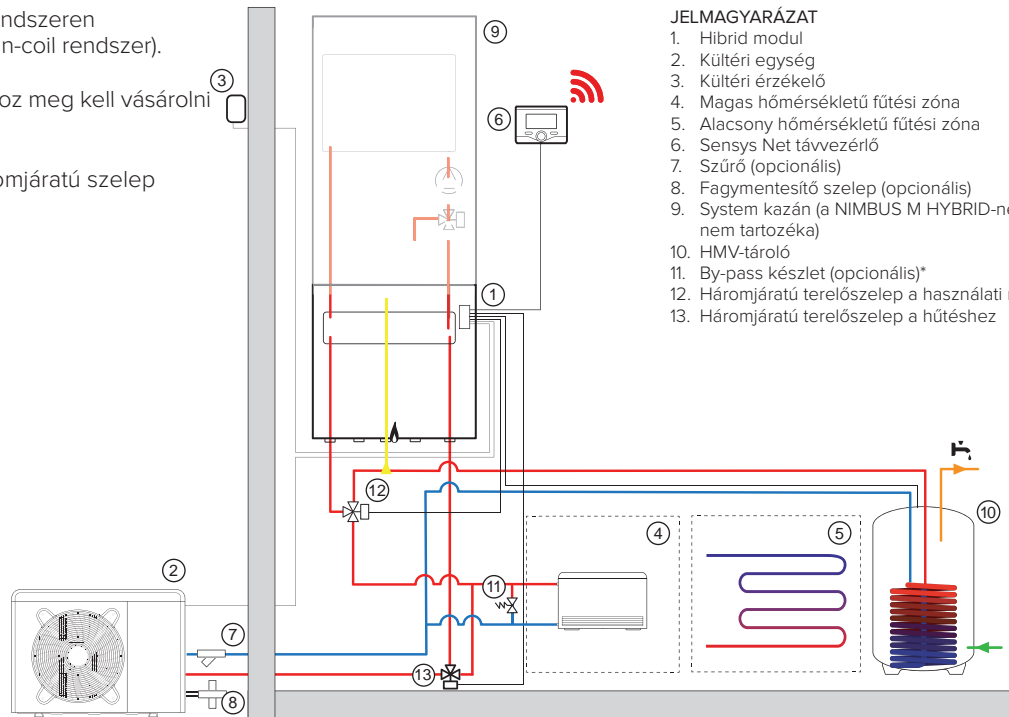 ndszeren
n-coil rendszer).
oz meg kell vásárolni
omjáratú szelep
JELMAGYARÁZAT
1. Hibrid modul
2. Kültéri egység
3. Kültéri érzékelő
4. Magas hőmérsékletű fűtési zóna
5. Alacsony hőmérsékletű fűtési zóna
6. Sensys Net távvezérlő
7. Szűrő (opcionális)
8. Fagymentesítő szelep (opcionális)
9. System kazán (a NIMBUS M HYBRID-ne
nem tartozéka)
10. HMV-tároló
11. By-pass készlet (opcionális)*
12. Háromjáratú terelőszelep a használati
13. Háromjáratú terelőszelep a hűtéshez
9
3
6
1
12
10
4
5
11
2
7
13
8